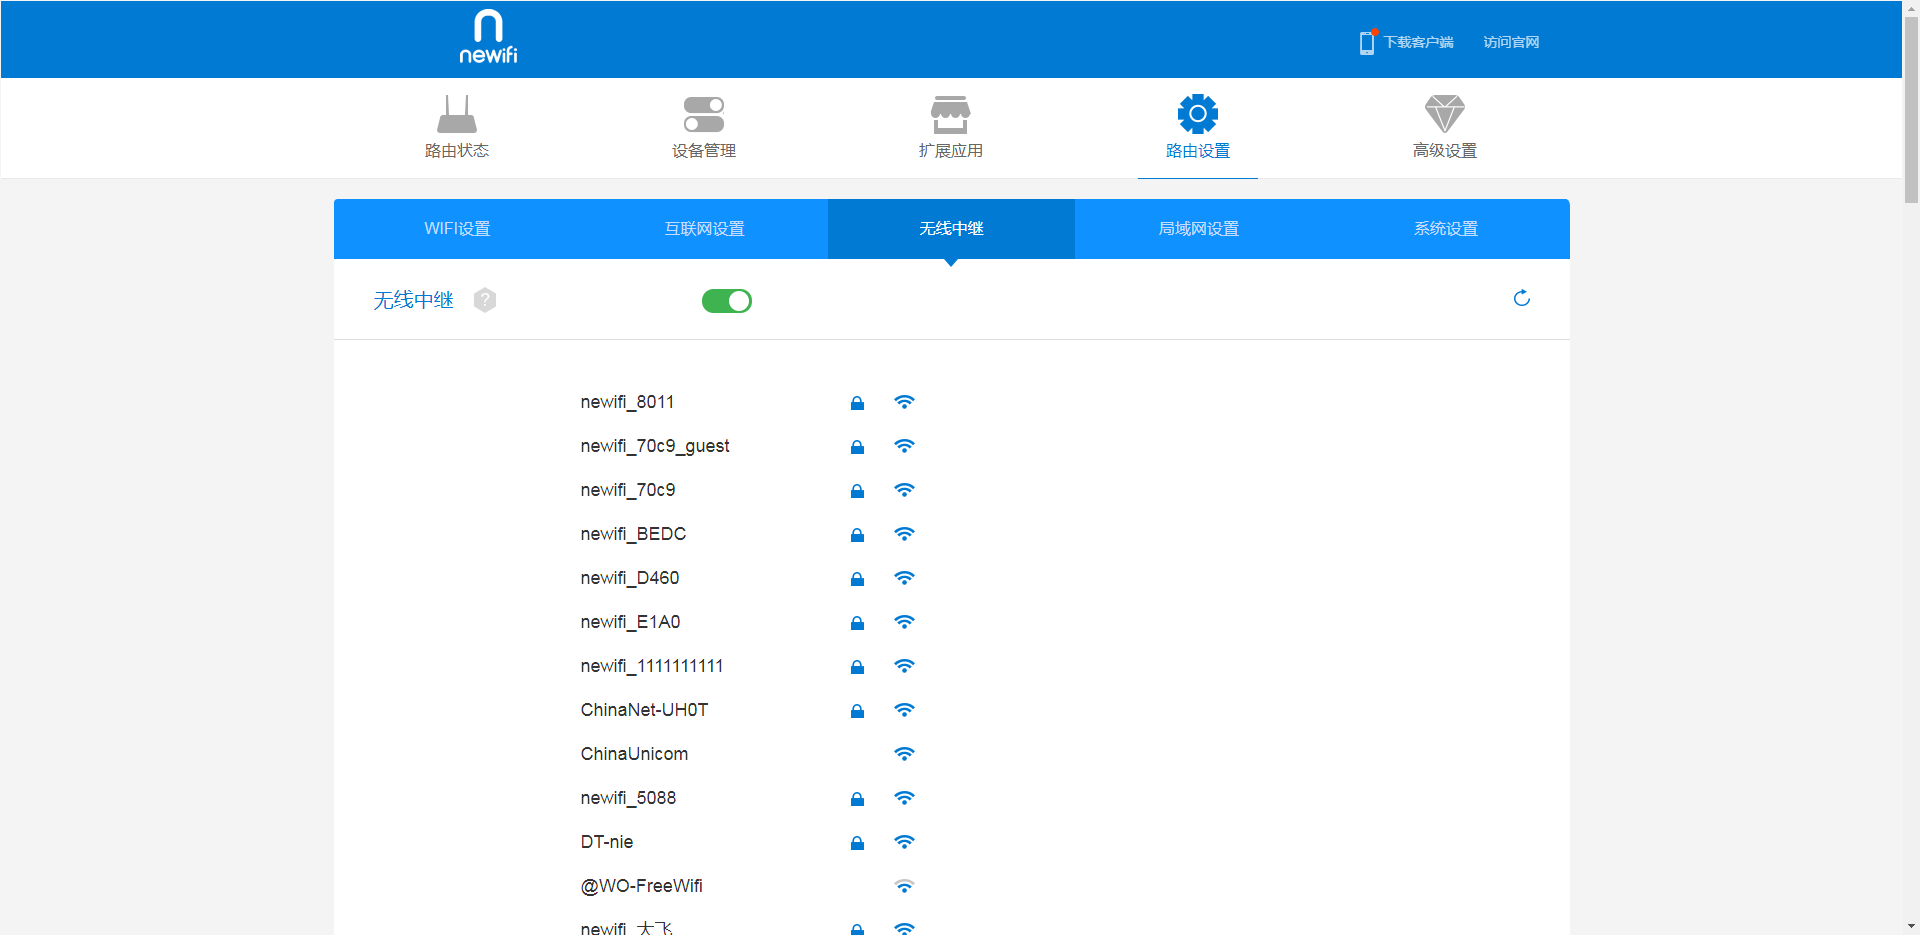 newifi
下载客户端 访问官网
路由状态 设备管理 扩展应用 路由设置 高级设置
WIFI设置 互联网设置 无线中继 局域网设置 系统设置
无线中继 ?
newifi_8011
newifi_70c9_guest
newifi_70c9
newifi_BEDC
newifi_D460
newifi_E1A0
newifi_1111111111
ChinaNet-UH0T
ChinaUnicom
newifi_5088
DT-nie
@WO-FreeWifi
newifi_大飞